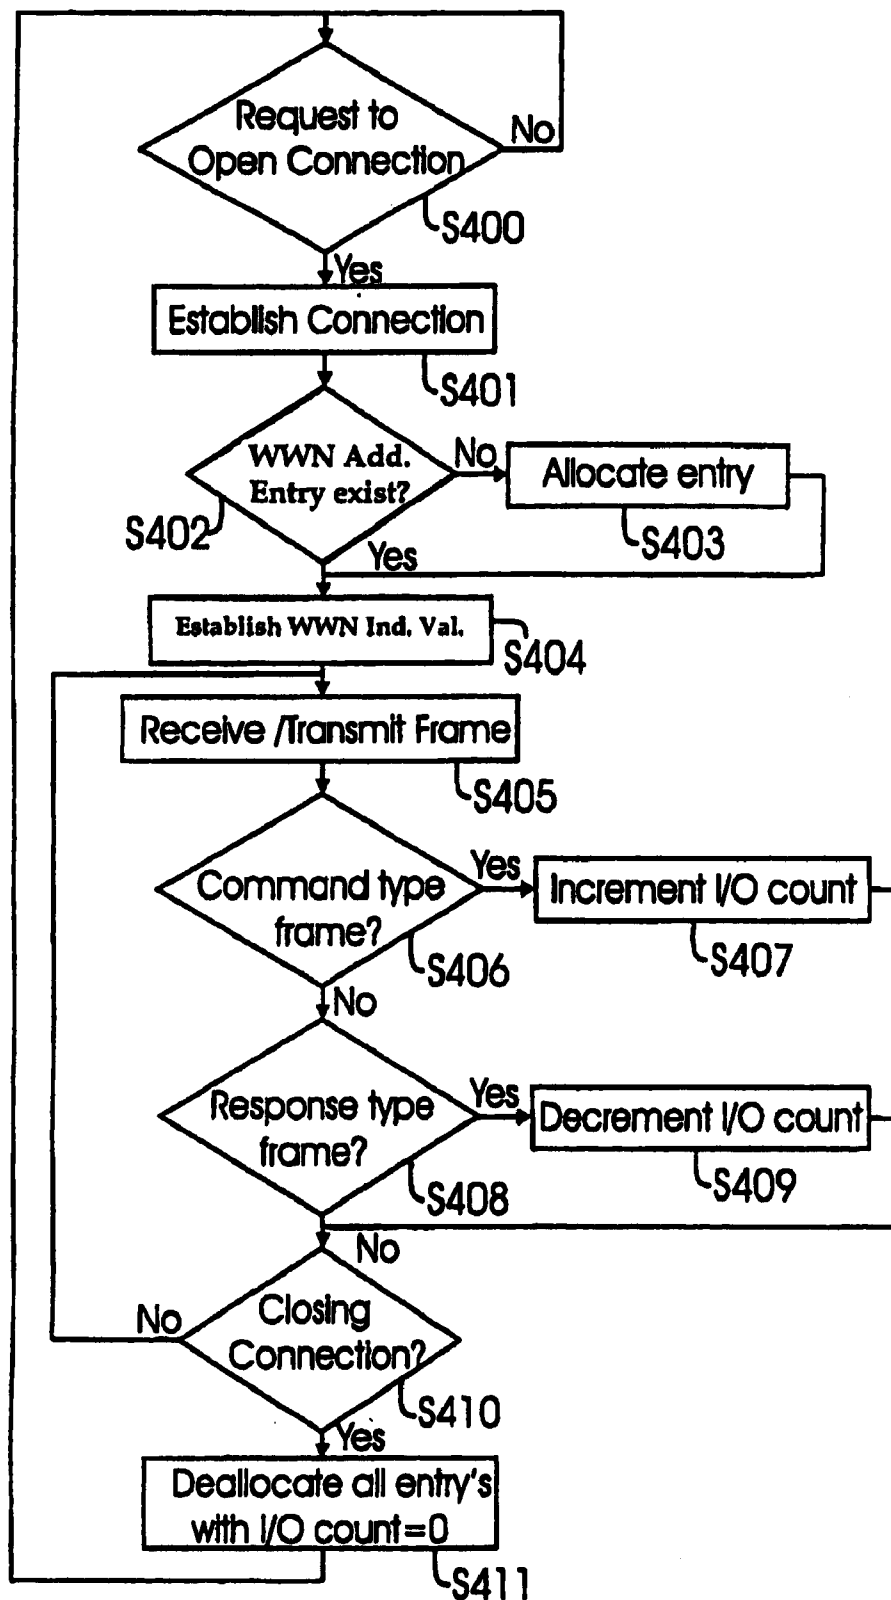 Request to
Open Connection
No
S400
Yes
Establish Connection
S401
WWN Add.
Entry exist?
No
Allocate entry
S402
S403
Yes
Establish WWN Ind. Val.
S404
Receive /Transmit Frame
S405
Command type
frame?
Yes
Increment I/O count
S406
S407
No
Response type
frame?
Yes
Decrement I/O count
S408
S409
No
Closing
Connection?
No
S410
Yes
Deallocate all entry's
with I/O count=0
S411